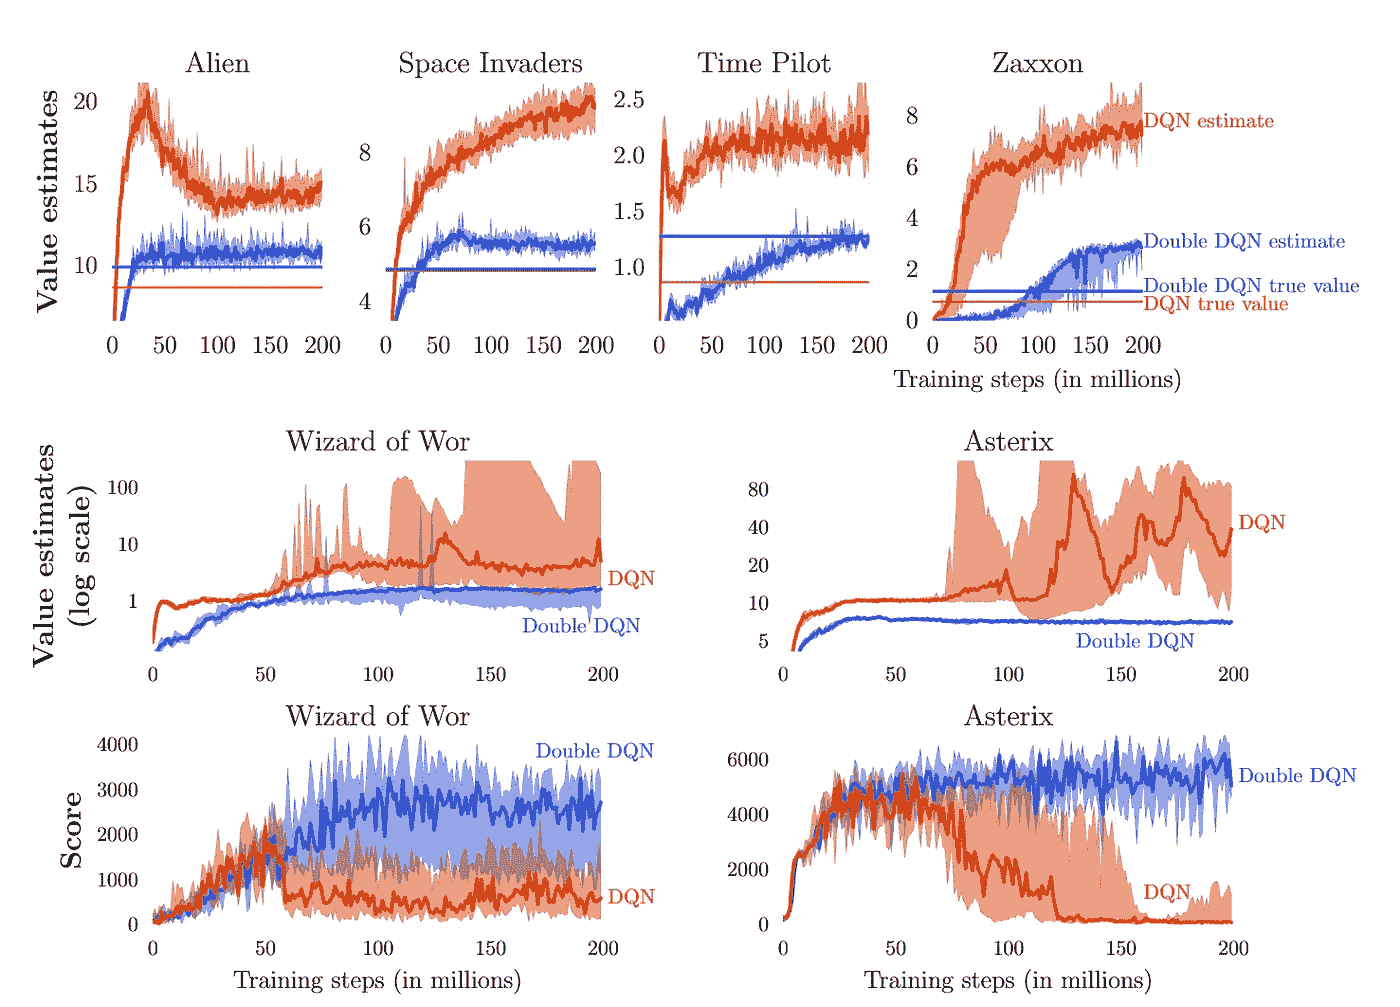 Alien
Space Invaders
Time Pilot
Zaxxon
Value estimates
20
15
10
0 50 100 150 200
8
6
4
0 50 100 150 200
2.5
2.0
1.5
1.0
0 50 100 150 200
8
6
4
2
0
0 50 100 150 200
DQN estimate
Double DQN estimate
Double DQN true value
DQN true value
Training steps (in millions)
Wizard of Wor
Value estimates
(log scale)
100
10
1
DQN
Double DQN
0 50 100 150 200
Asterix
80
40
20
10
5
DQN
Double DQN
0 50 100 150 200
Wizard of Wor
Score
4000
3000
2000
1000
0
Double DQN
DQN
0 50 100 150 200
Training steps (in millions)
Asterix
6000
4000
2000
0
Double DQN
DQN
0 50 100 150 200
Training steps (in millions)